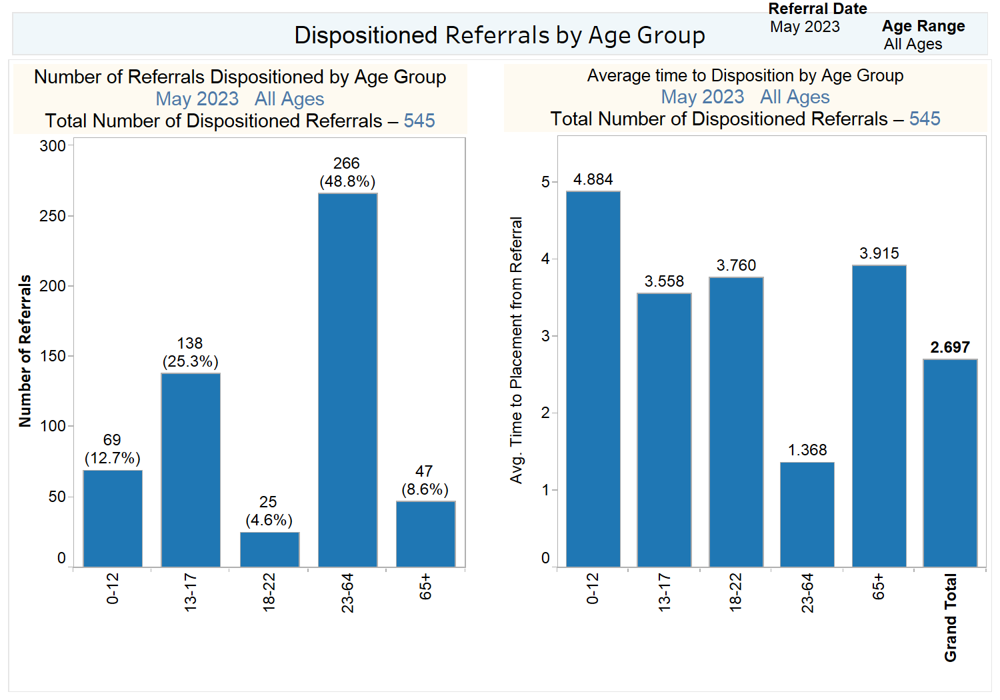 Referral Date
May 2023
Age Range
All Ages
Dispositioned Referrals by Age Group
Number of Referrals Dispositioned by Age Group
May 2023 All Ages
Total Number of Dispositioned Referrals – 545
300
250
200
150
100
50
0
Number of Referrals
69
(12.7%)
138
(25.3%)
25
(4.6%)
266
(48.8%)
47
(8.6%)
0-12
13-17
18-22
23-64
65+
Average time to Disposition by Age Group
May 2023 All Ages
Total Number of Dispositioned Referrals – 545
5
4
3
2
1
0
Avg. Time to Placement from Referral
4.884
3.558
3.760
1.368
3.915
2.697
0-12
13-17
18-22
23-64
65+
Grand Total